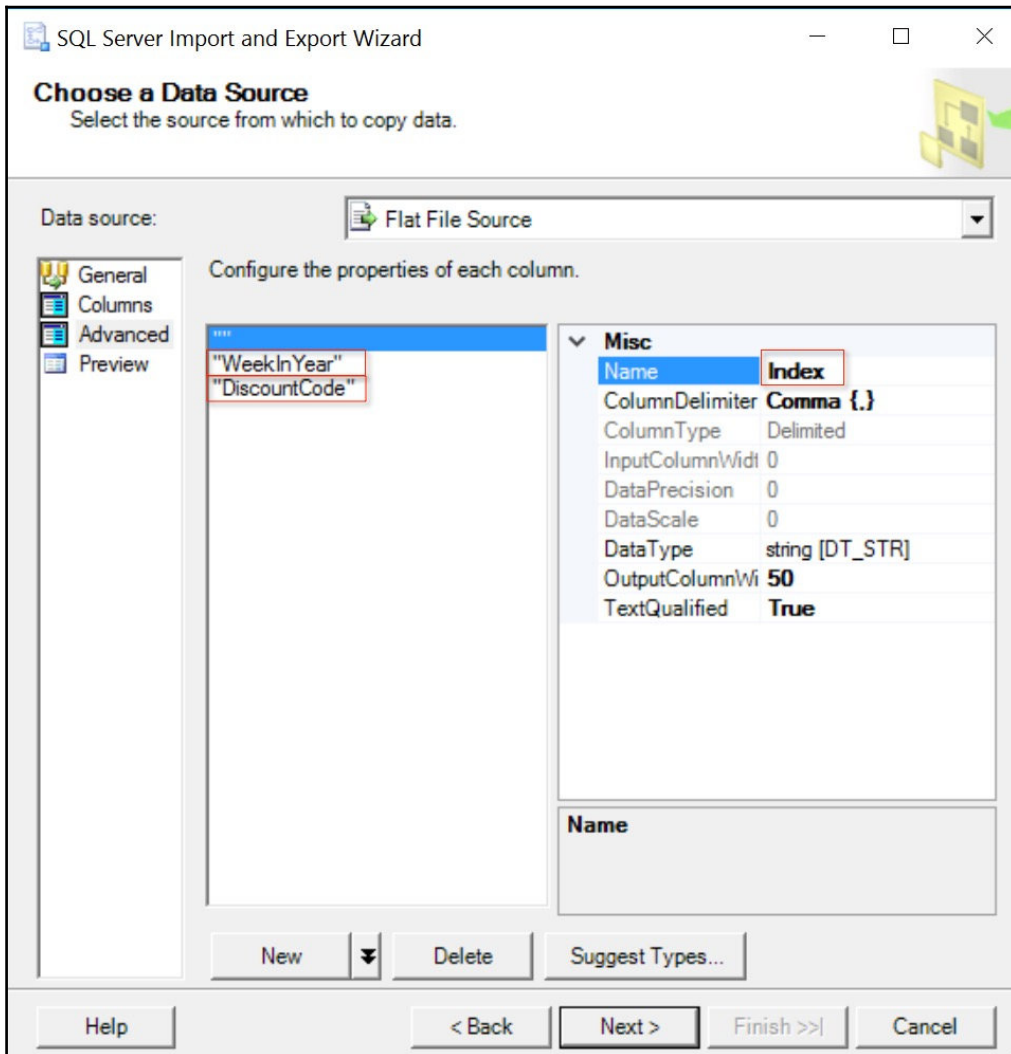 SQL Server Import and Export Wizard
Choose a Data Source
Select the source from which to copy data.
Data source:
Flat File Source
General
Columns
Advanced
Preview
Configure the properties of each column.
""
"WeekInYear"
"DiscountCode"
Misc
Name Index
ColumnDelimiter Comma {,}
ColumnType Delimited
InputColumnWidt 0
DataPrecision 0
DataScale 0
DataType string [DT_STR]
OutputColumnWi 50
TextQualified True
Name
New
Delete
Suggest Types...
Help
< Back
Next >
Finish >>|
Cancel